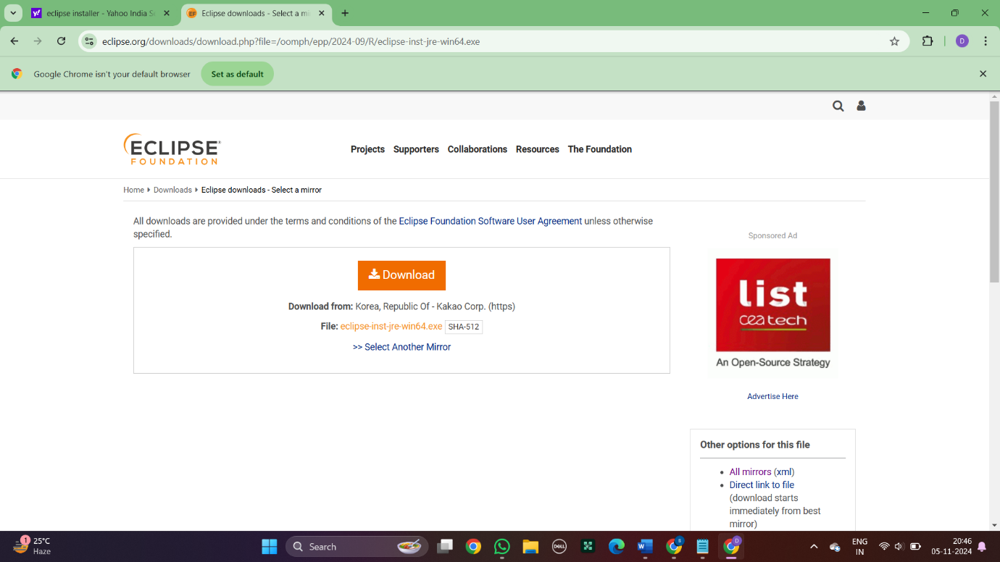 eclipse installer - Yahoo India S
Eclipse downloads - Select a mi
eclipse.org/downloads/download.php?file=/oomph/epp/2024-09/R/eclipse-inst-jre-win64.exe
D
Google Chrome isn't your default browser
Set as default
ECLIPSE
FOUNDATION
Projects Supporters Collaborations Resources The Foundation
Home Downloads Eclipse downloads - Select a mirror
All downloads are provided under the terms and conditions of the Eclipse Foundation Software User Agreement unless otherwise
specified.
Download
Download from: Korea, Republic Of - Kakao Corp. (https)
File: eclipse-inst-jre-win64.exe SHA-512
>> Select Another Mirror
Sponsored Ad
list
cea tech
An Open-Source Strategy
Advertise Here
Other options for this file
All mirrors (xml)
Direct link to file
(download starts
immediately from best
mirror)
1
25°C
Haze
Search
DELL
W
S
D
ENG
IN
20:46
05-11-2024